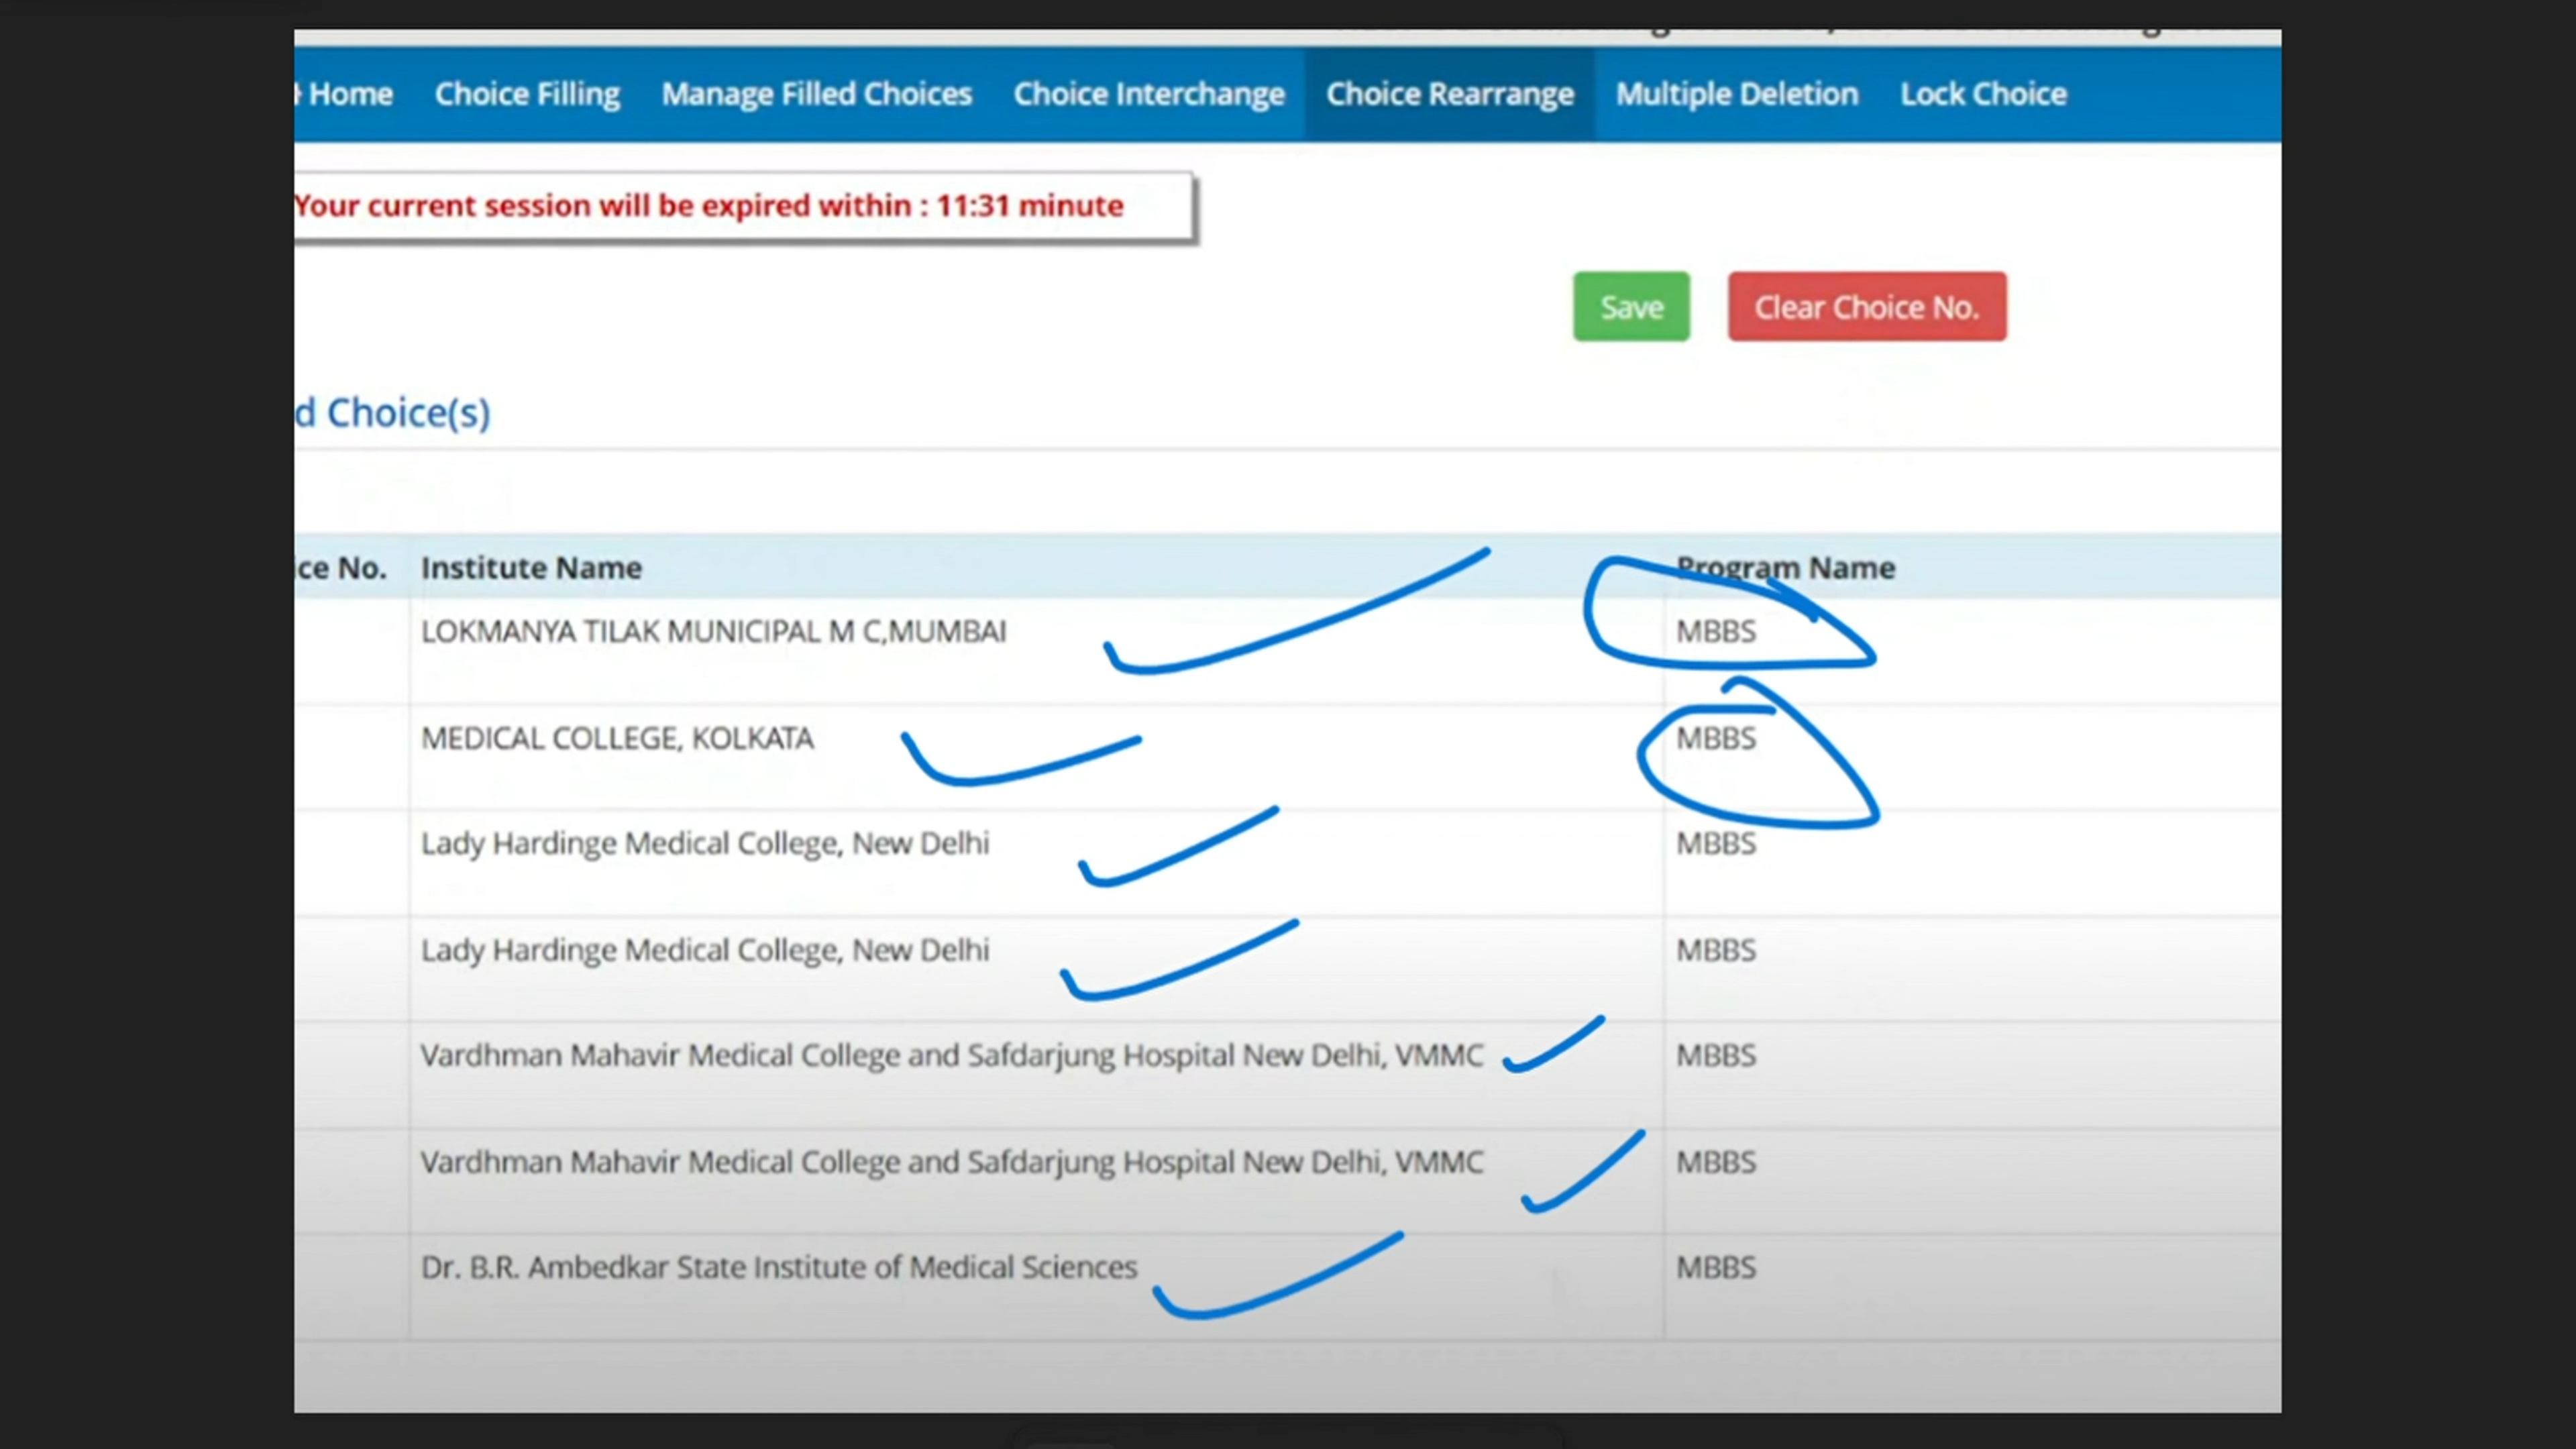 Home Choice Filling Manage Filled Choices Choice Interchange Choice Rearrange Multiple Deletion Lock Choice
Your current session will be expired within : 11:31 minute
Save Clear Choice No.
d Choice(s)
ice No. Institute Name Program Name
LOKMANYA TILAK MUNICIPAL M C,MUMBAI MBBS
MEDICAL COLLEGE, KOLKATA MBBS
Lady Hardinge Medical College, New Delhi MBBS
Lady Hardinge Medical College, New Delhi MBBS
Vardhman Mahavir Medical College and Safdarjung Hospital New Delhi, VMMC MBBS
Vardhman Mahavir Medical College and Safdarjung Hospital New Delhi, VMMC MBBS
Dr. B.R. Ambedkar State Institute of Medical Sciences MBBS